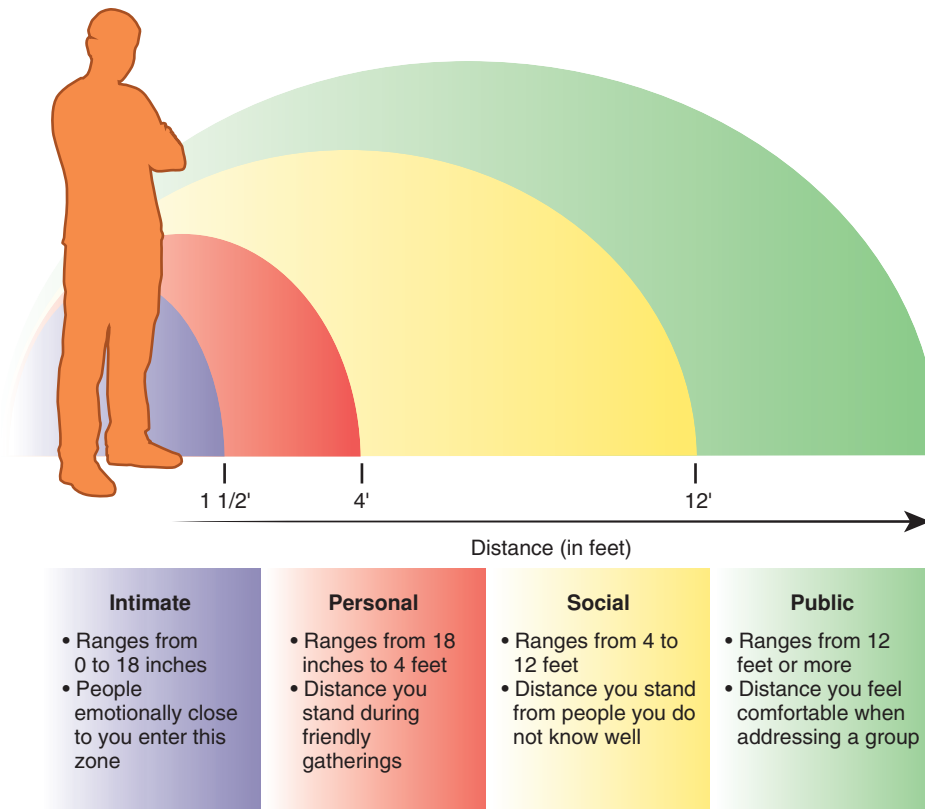 1 1/2'
4'
12'
Distance (in feet)
Intimate
• Ranges from
0 to 18 inches
• People
emotionally close
to you enter this
zone
Personal
• Ranges from 18
inches to 4 feet
• Distance you
stand during
friendly
gatherings
Social
• Ranges from 4 to
12 feet
• Distance you stand
from people you do
not know well
Public
• Ranges from 12
feet or more
• Distance you feel
comfortable when
addressing a group